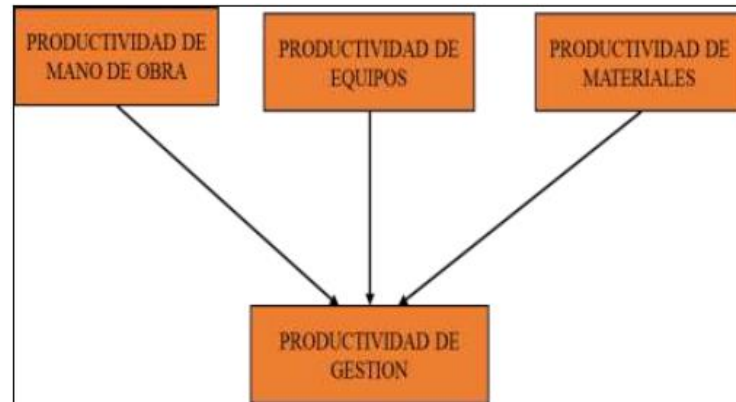 PRODUCTIVIDAD DE
MANO DE OBRA
PRODUCTIVIDAD DE
EQUIPOS
PRODUCTIVIDAD DE
MATERIALES
PRODUCTIVIDAD DE
GESTION